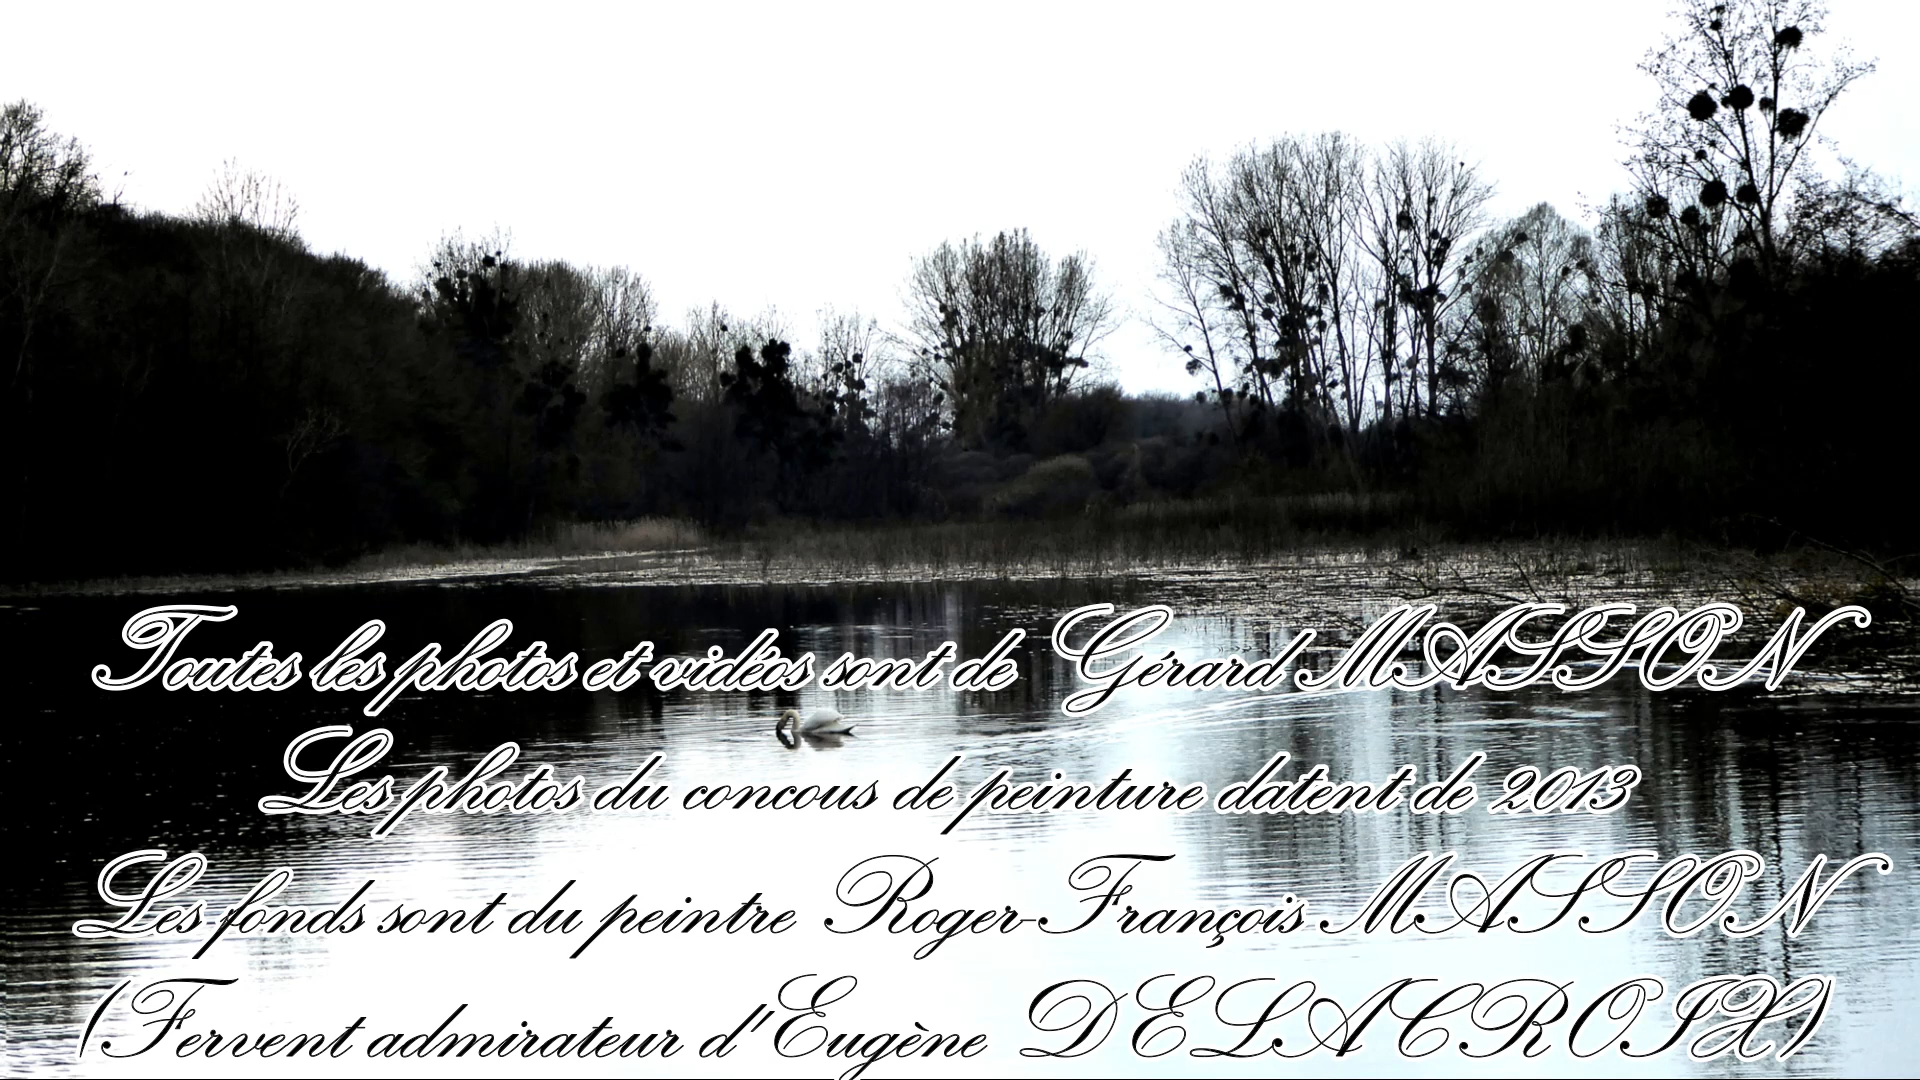 Toutes les photos et vidéos sont de Gérard MASSON
Les photos du concous de peinture datent de 2013
Les fonds sont du peintre Roger-François MASSON
(Fervent admirateur d'Eugène DELACROIX)